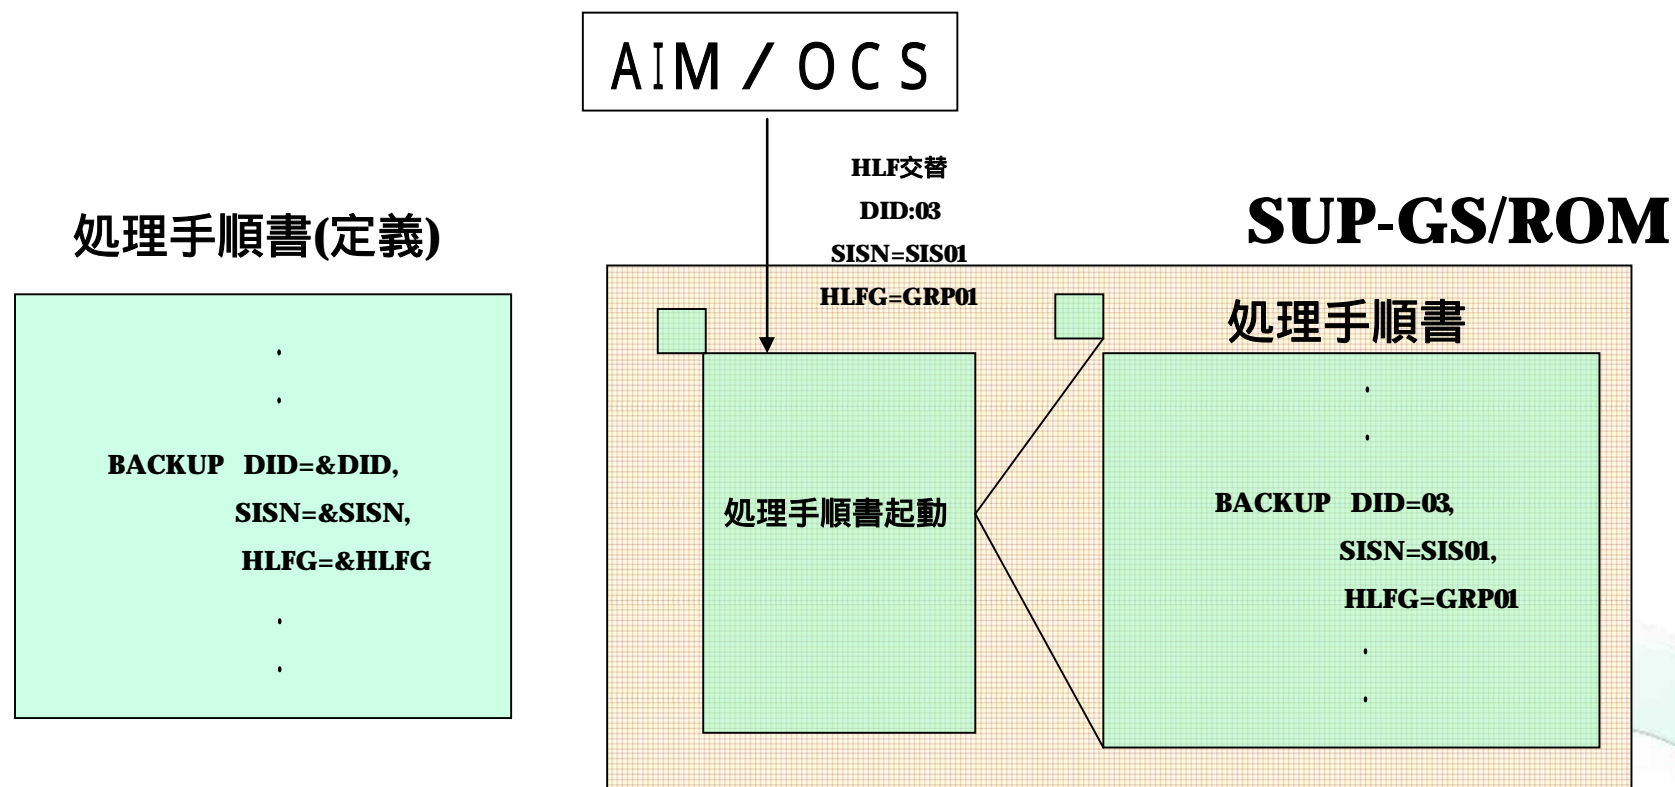 AIM/OCS
HLF交替
DID:03
SISN=SIS01
HLFG=GRP01
処理手順書(定義)
・
・
BACKUP DID=&DID,
SISN=&SISN,
HLFG=&HLFG
・
・
SUP-GS/ROM
処理手順書起動
処理手順書
・
・
BACKUP DID=03,
SISN=SIS01,
HLFG=GRP01
・
・